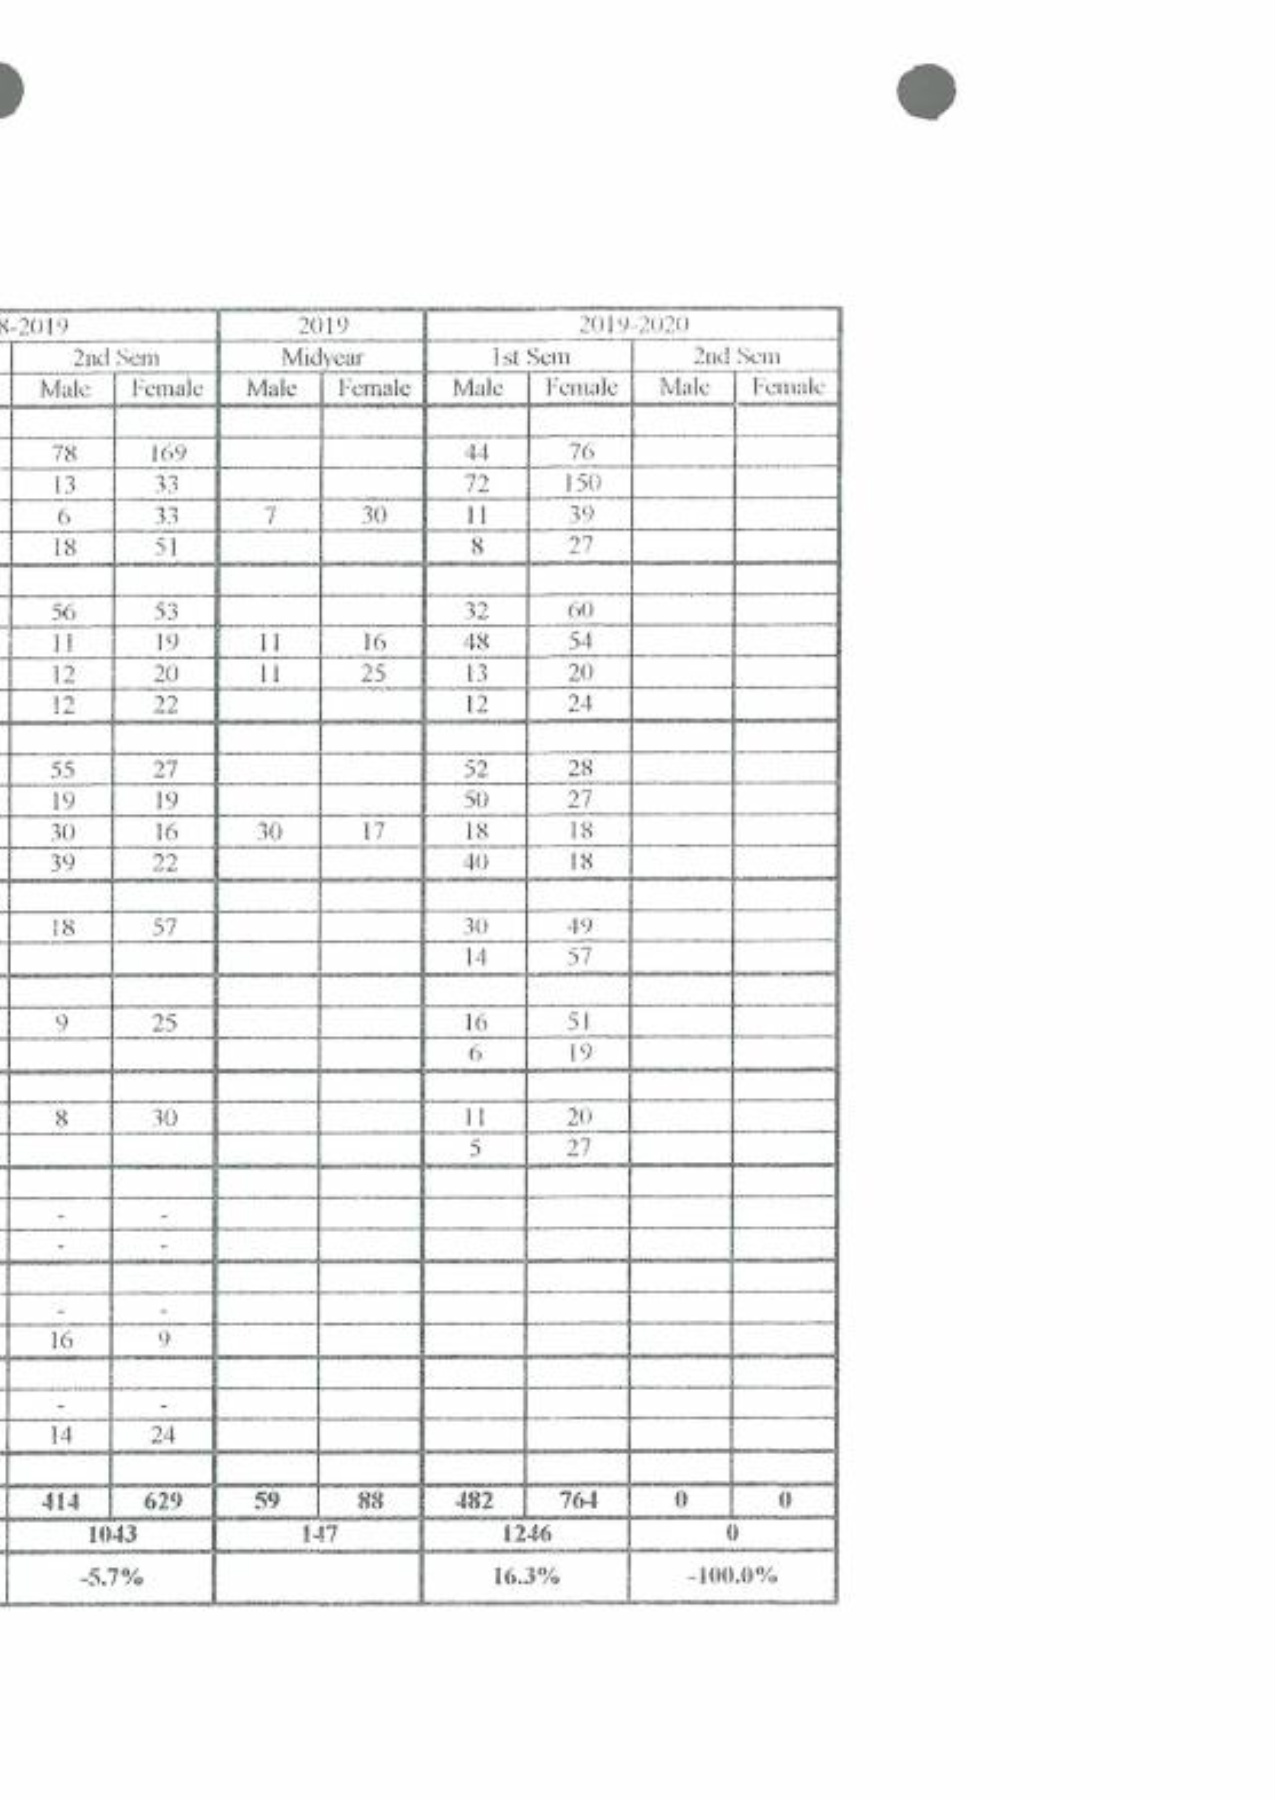 8-2019 2019 2019-2020
2nd Sem Midyear 1st Sem 2nd Sem
Male Female Male Female Male Female Male Female
78 169 44 76
13 33 72 150
6 33 7 30 11 39
18 51 8 27
56 53 32 60
11 19 11 16 48 54
12 20 11 25 13 20
12 22 12 24
55 27 52 28
19 19 50 27
30 16 30 17 18 18
39 22 40 18
18 57 30 49
14 57
9 25 16 51
6 19
8 30 11 20
5 27
- -
- -
- -
16 9
- -
14 24
414 629 59 88 482 764 0 0
1043 147 1246 0
-5.7% 16.3% -100.0%